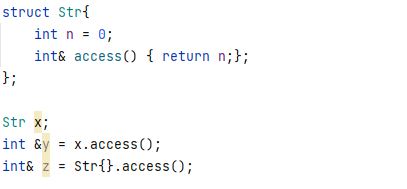 struct Str{
    int n = 0;
    int& access() { return n;};
};

Str x;
int &y = x.access();
int& z = Str{}.access();